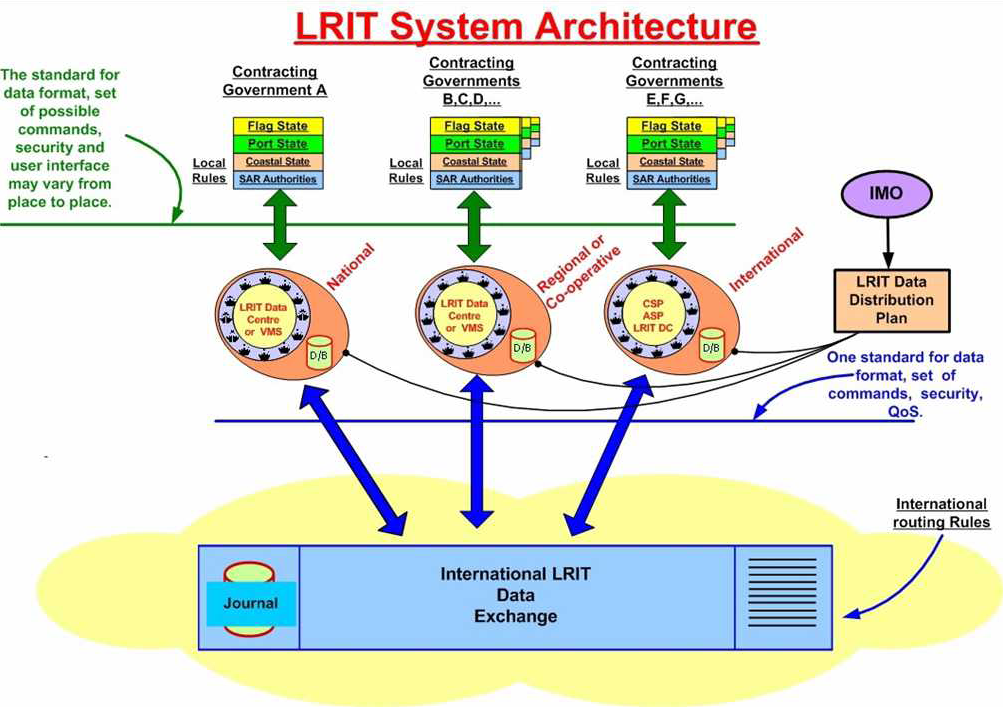 LRIT System Architecture
The standard for
data format, set
of possible
commands,
security and
user interface
may vary from
place to place.
Contracting
Government A
Flag State
Port State
Coastal State
SAR Authorities
Local
Rules
Contracting
Governments
B,C,D,...
Flag State
Port State
Coastal State
SAR Authorities
Local
Rules
Contracting
Governments
E,F,G,...
Flag State
Port State
Coastal State
SAR Authorities
Local
Rules
IMO
LRIT Data
Distribution
Plan
National
LRIT Data
Centre
or VMS
D/B
Regional or
Co-operative
LRIT Data
Centre
or VMS
D/B
International
CSP
ASP
LRIT DC
D/B
One standard for data
format, set of
commands, security,
QoS.
International
routing Rules
Journal
International LRIT
Data
Exchange